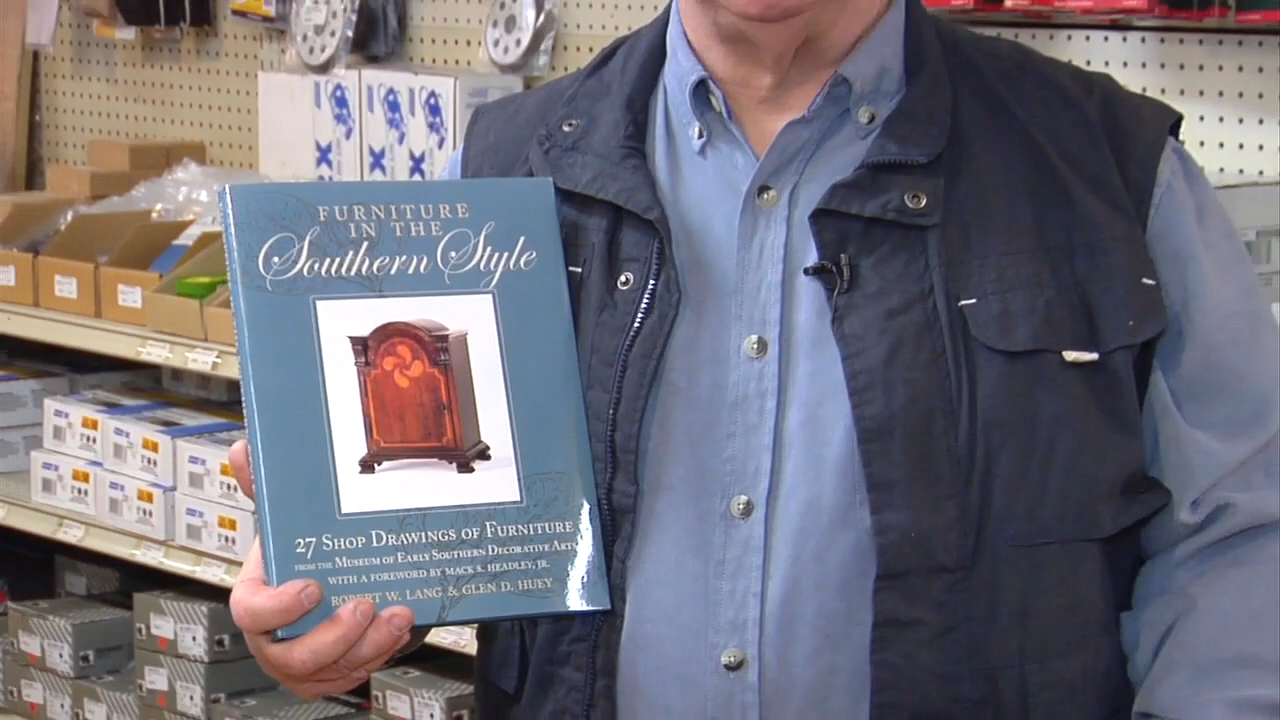 FURNITURE
IN THE
Southern Style
27 SHOP DRAWINGS OF FURNITURE
FROM THE MUSEUM OF EARLY SOUTHERN DECORATIVE ARTS
WITH A FOREWORD BY MACK S. HEADLEY, JR.
ROBERT W. LANG & GLEN D. HUEY